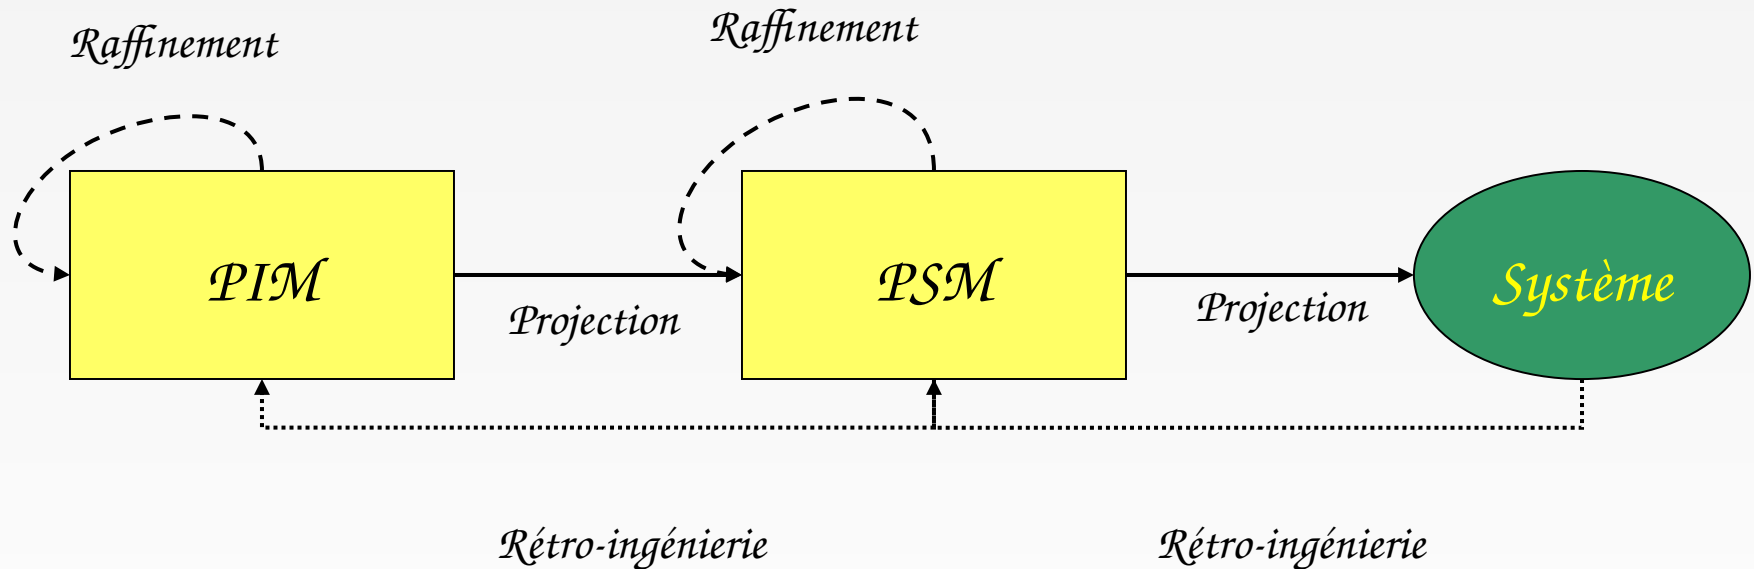 Raffinement
Raffinement
PIM
PSM
Système
Projection
Projection
Rétro-ingénierie
Rétro-ingénierie